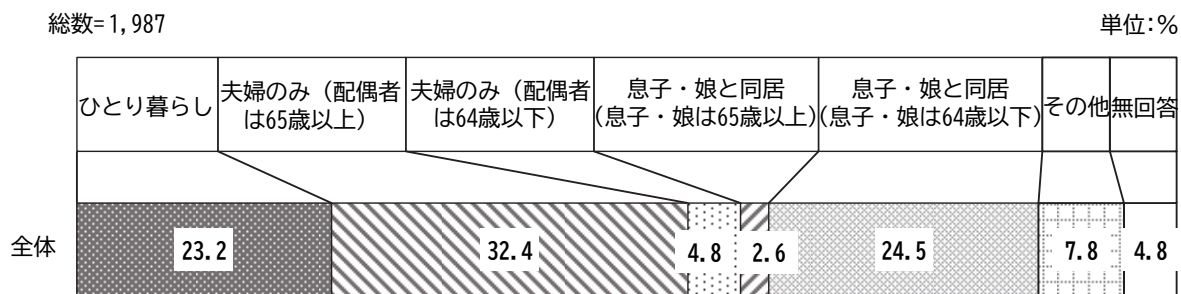 総数=1,987
単位:%
ひとり暮らし
夫婦のみ（配偶者
は65歳以上）
夫婦のみ（配偶者
は64歳以下）
息子・娘と同居
(息子・娘は65歳以上)
息子・娘と同居
(息子・娘は64歳以下)
その他
無回答
全体
23.2
32.4
4.8
2.6
24.5
7.8
4.8